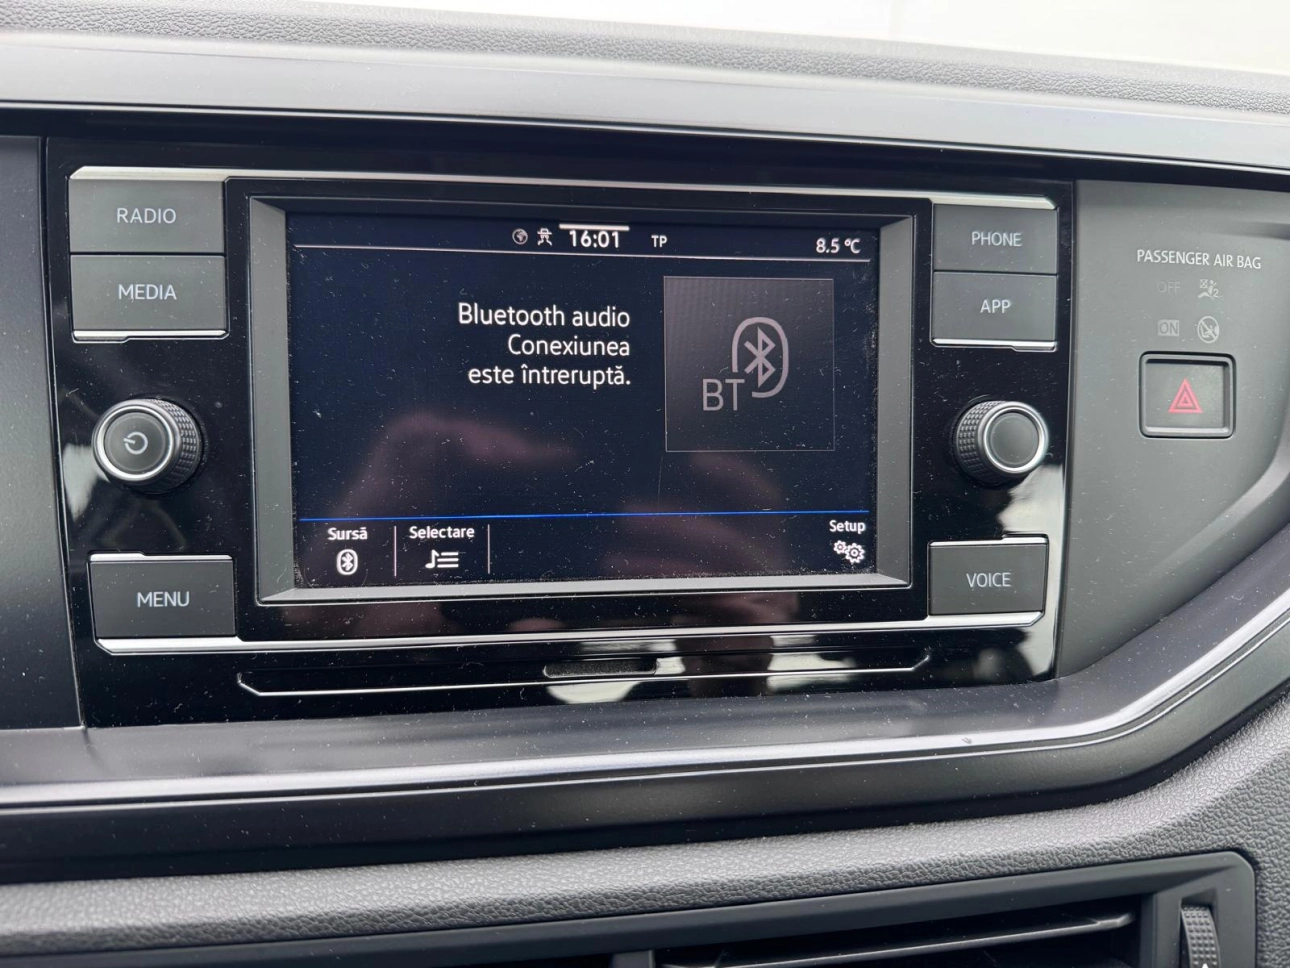 RADIO
MEDIA
MENU
16:01 TP 8.5 °C
Bluetooth audio
Conexiunea
este întreruptă.
BT
Sursă
Selectare
Setup
PHONE
APP
VOICE
PASSENGER AIR BAG
OFF
2
ON